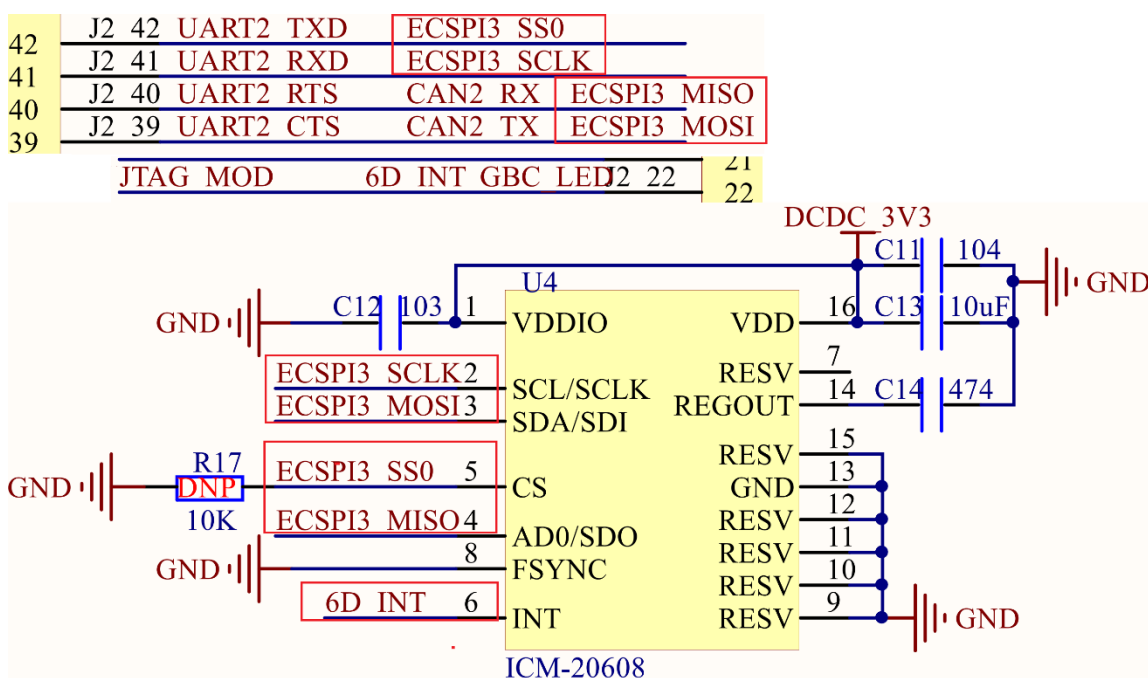 42 J2 42 UART2 TXD ECSPI3 SS0
41 J2 41 UART2 RXD ECSPI3 SCLK
40 J2 40 UART2 RTS CAN2 RX ECSPI3 MISO
39 J2 39 UART2 CTS CAN2 TX ECSPI3 MOSI
21
JTAG MOD 6D INT GBC LED J2 22 22
DCDC_3V3
C11 104 GND
U4
GND C12 103 1 VDDIO VDD 16 C13 10uF
7 RESV
ECSPI3 SCLK 2 SCL/SCLK
14 REGOUT C14 474
ECSPI3 MOSI 3 SDA/SDI
15 RESV
R17
GND DNP ECSPI3 SS0 5 CS GND 13
10K
ECSPI3 MISO 4 AD0/SDO RESV 12
GND 8 FSYNC RESV 11
RESV 10
6D INT 6 INT RESV 9 GND
ICM-20608